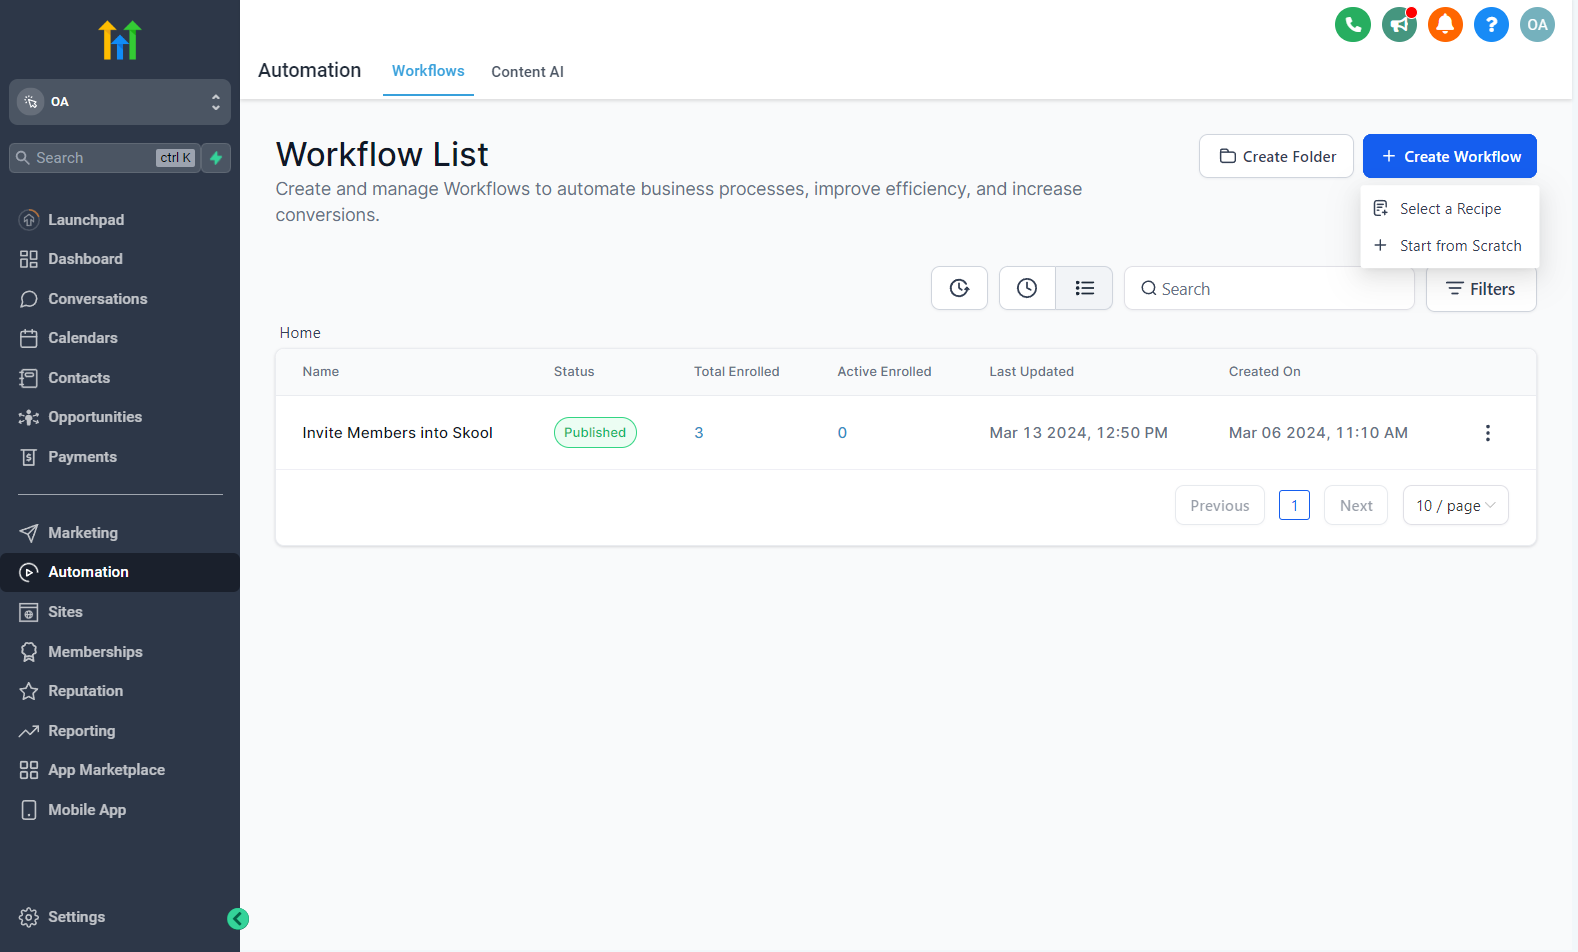 OA
Search ctrl K
Launchpad
Dashboard
Conversations
Calendars
Contacts
Opportunities
Payments
Marketing
Automation
Sites
Memberships
Reputation
Reporting
App Marketplace
Mobile App
Settings
OA
Automation Workflows Content AI
Workflow List
Create and manage Workflows to automate business processes, improve efficiency, and increase
conversions.
Create Folder
+ Create Workflow
Select a Recipe
+ Start from Scratch
Search
Filters
Home
Name Status Total Enrolled Active Enrolled Last Updated Created On
Invite Members into Skool Published 3 0 Mar 13 2024, 12:50 PM Mar 06 2024, 11:10 AM
Previous 1 Next 10 / page